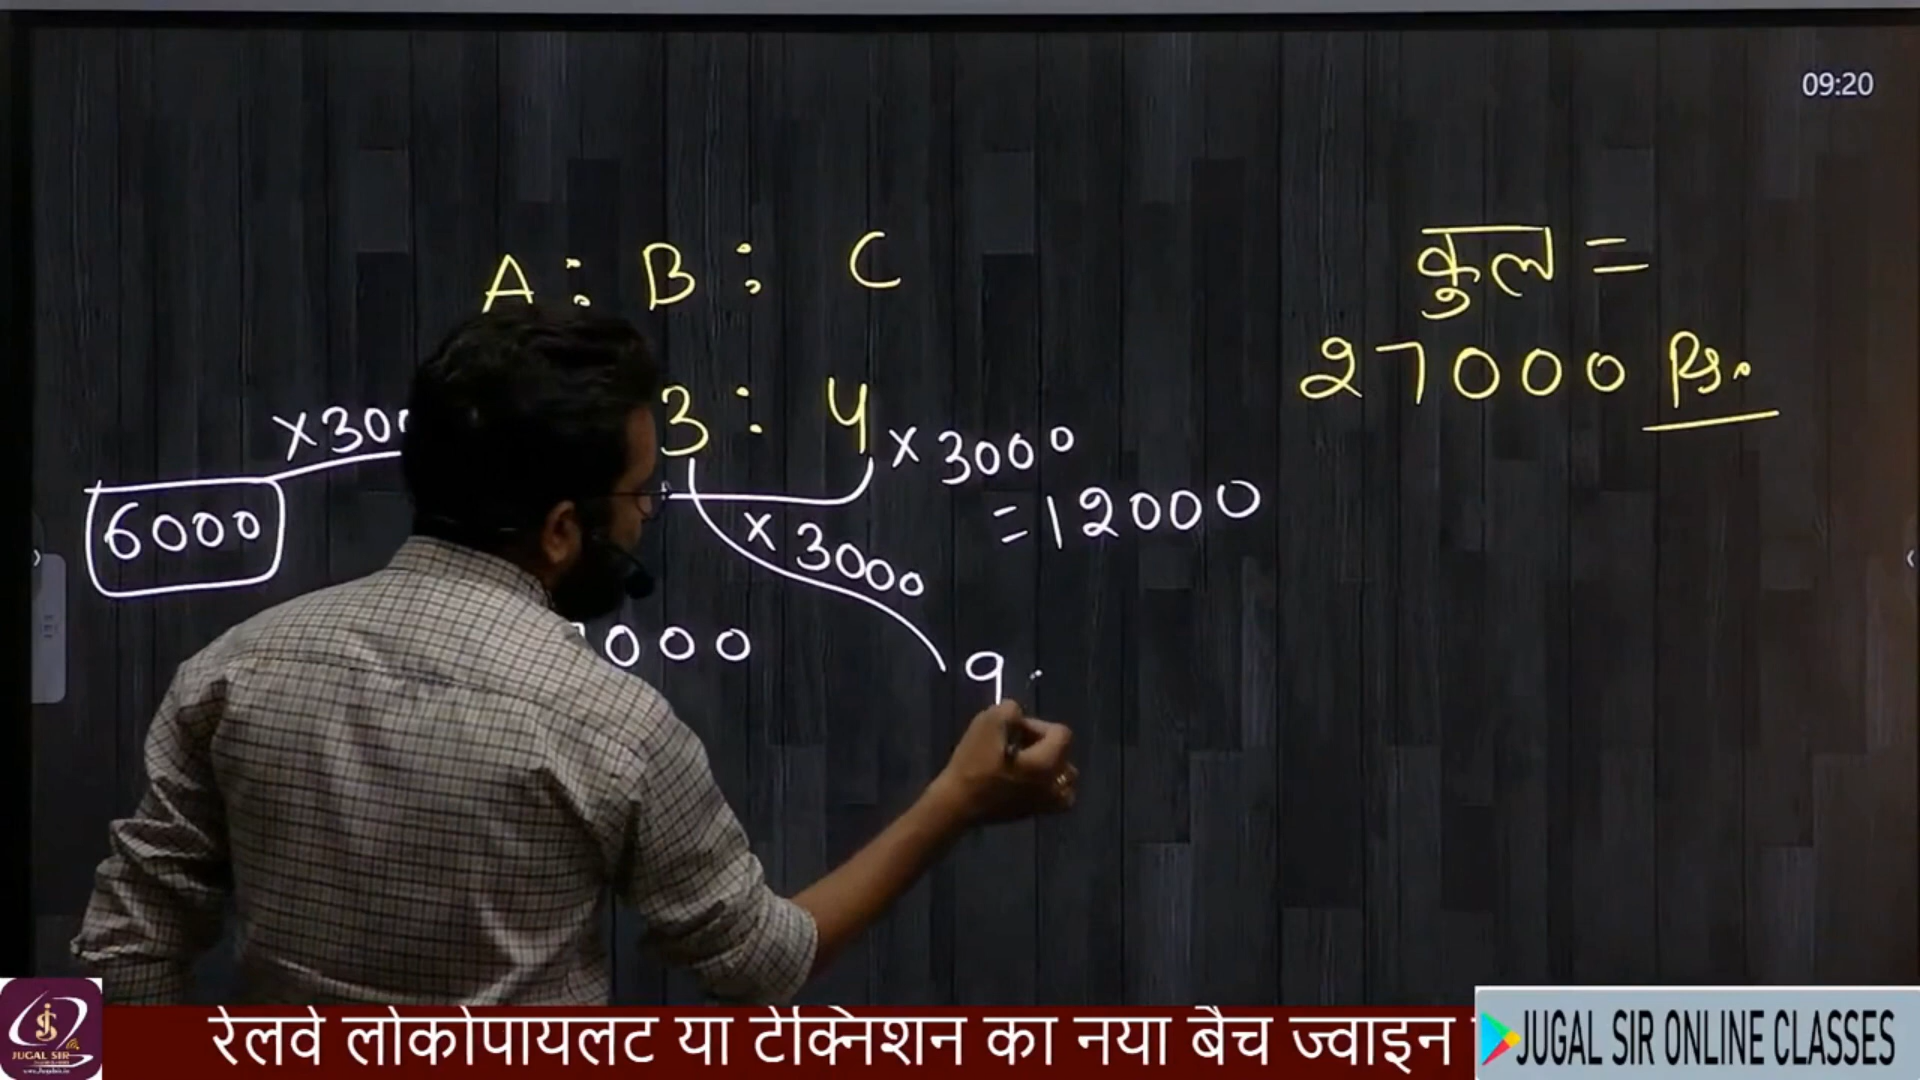 09:20
A : B : C
कुल =
27000 Rs.
3 : 4
×300
× 3000
6000
= 12000
× 3000
000
9
रेलवे लोकोपायलट या टेक्निशन का नया बैच ज्वाइन
JUGAL SIR ONLINE CLASSES
JUGAL SIR